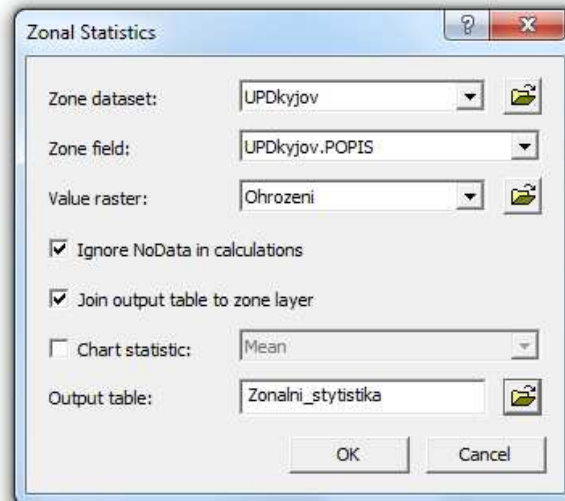 Zonal Statistics
Zone dataset: UPDkyjov
Zone field: UPDkyjov.POPIS
Value raster: Ohrozeni
Ignore NoData in calculations
Join output table to zone layer
Chart statistic: Mean
Output table: Zonalni_stytistika
OK Cancel